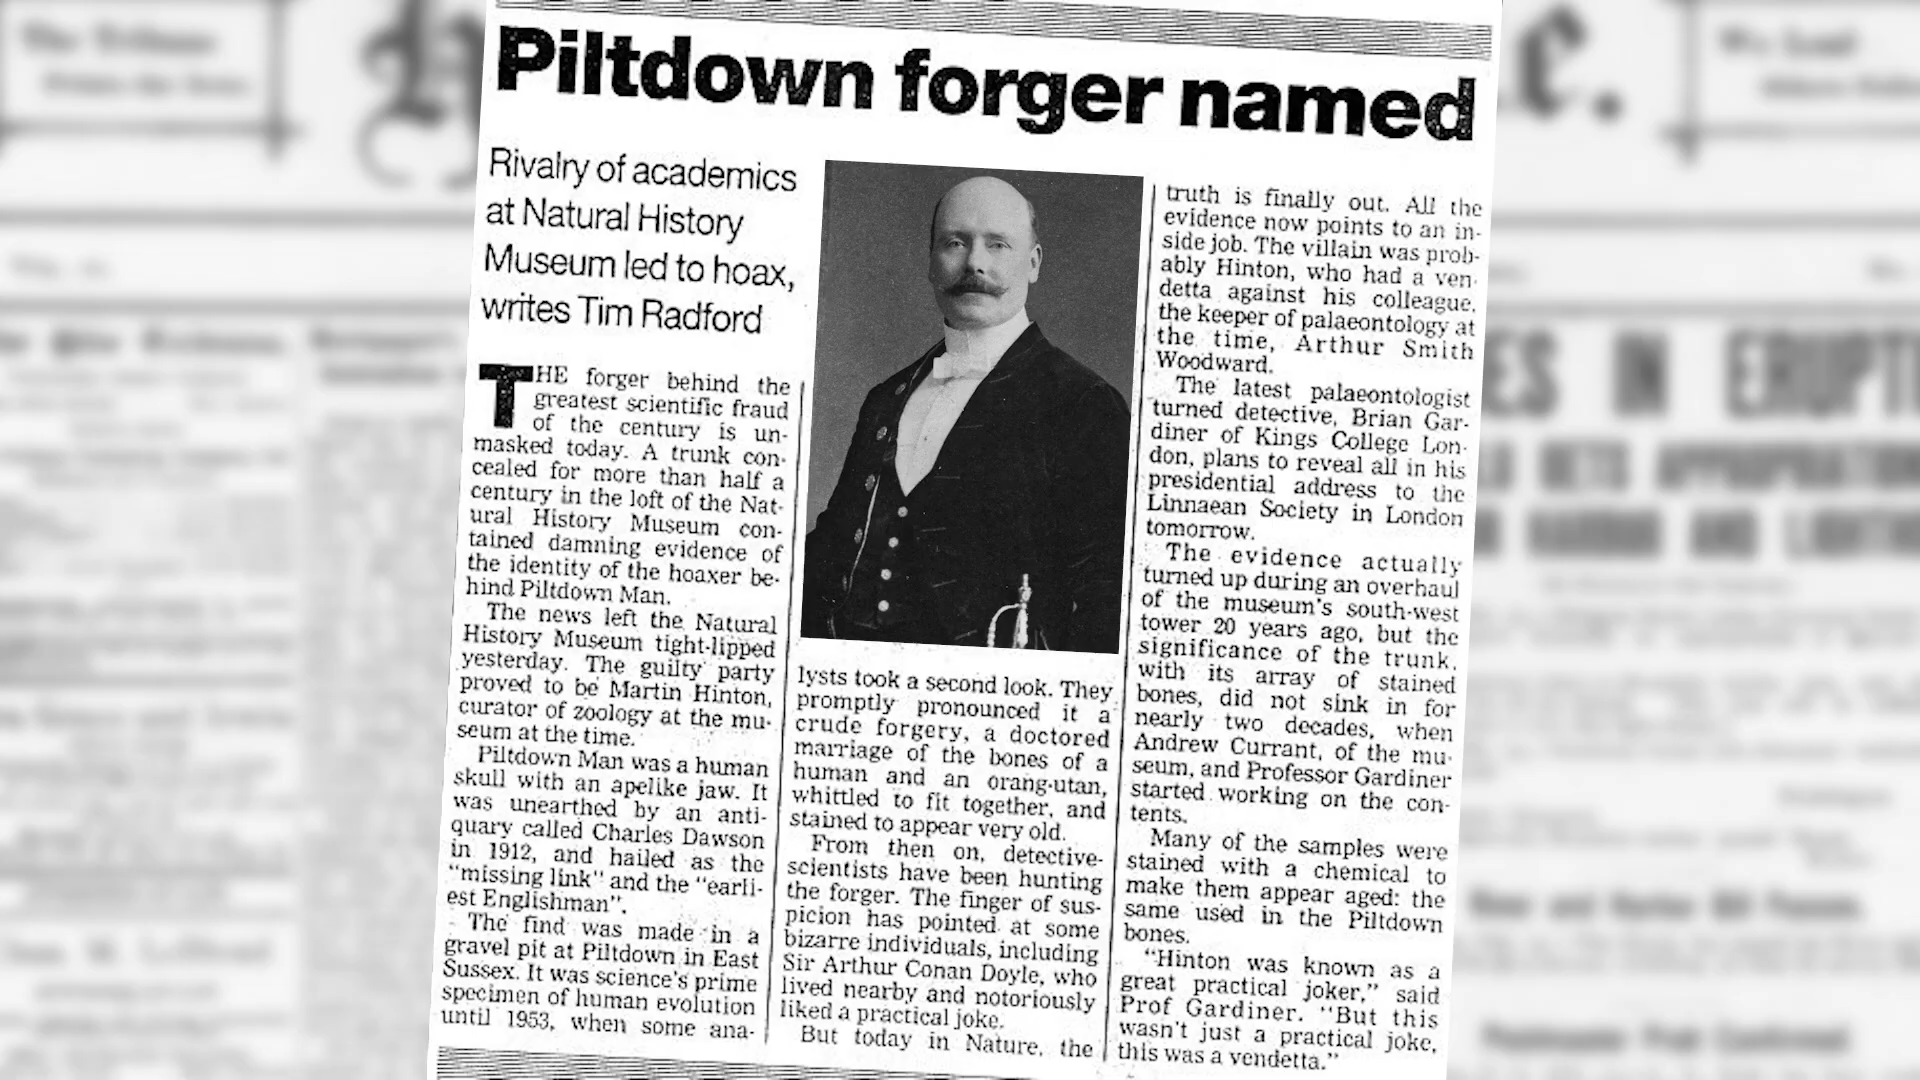 Piltdown forger named
Rivalry of academics
at Natural History
Museum led to hoax,
writes Tim Radford
THE forger behind the
greatest scientific fraud
of the century is un-
masked today. A trunk con-
cealed for more than half a
century in the loft of the Nat-
ural History Museum con-
tained damning evidence of
the identity of the hoaxer be-
hind Piltdown Man.
The news left the Natural
History Museum tight-lipped
yesterday. The guilty party
proved to be Martin Hinton,
curator of zoology at the mu-
seum at the time.
Piltdown Man was a human
skull with an apelike jaw. It
was unearthed by an anti-
quary called Charles Dawson
in 1912, and hailed as the
"missing link" and the "earli-
est Englishman".
The find was made in a
gravel pit at Piltdown in East
Sussex. It was science's prime
specimen of human evolution
until 1953, when some ana-
lysts took a second look. They
promptly pronounced it a
crude forgery, a doctored
marriage of the bones of a
human and an orang-utan,
whittled to fit together, and
stained to appear very old.
From then on, detective-
scientists have been hunting
the forger. The finger of sus-
picion has pointed at some
bizarre individuals, including
Sir Arthur Conan Doyle, who
lived nearby and notoriously
liked a practical joke.
But today in Nature, the
truth is finally out. All the
evidence now points to an in-
side job. The villain was prob-
ably Hinton, who had a ven-
detta against his colleague,
the keeper of palaeontology at
the time, Arthur Smith
Woodward.
The latest palaeontologist
turned detective, Brian Gar-
diner of Kings College Lon-
don, plans to reveal all in his
presidential address to the
Linnaean Society in London
tomorrow.
The evidence actually
turned up during an overhaul
of the museum's south-west
tower 20 years ago, but the
significance of the trunk,
with its array of stained
bones, did not sink in for
nearly two decades, when
Andrew Currant, of the mu-
seum, and Professor Gardiner
started working on the con-
tents.
Many of the samples were
stained with a chemical to
make them appear aged: the
same used in the Piltdown
bones.
"Hinton was known as a
great practical joker," said
Prof Gardiner. "But this
wasn't just a practical joke,
this was a vendetta."